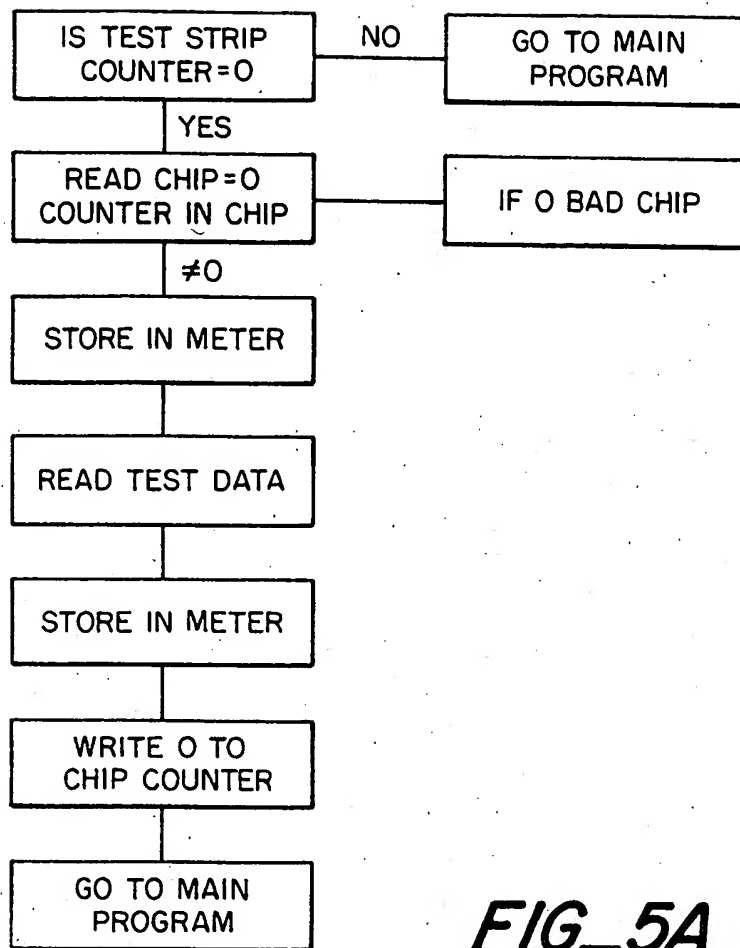 IS TEST STRIP
COUNTER=0
NO
GO TO MAIN
PROGRAM
YES
READ CHIP=0
COUNTER IN CHIP
IF 0 BAD CHIP
≠0
STORE IN METER
READ TEST DATA
STORE IN METER
WRITE 0 TO
CHIP COUNTER
GO TO MAIN
PROGRAM
FIG_5A